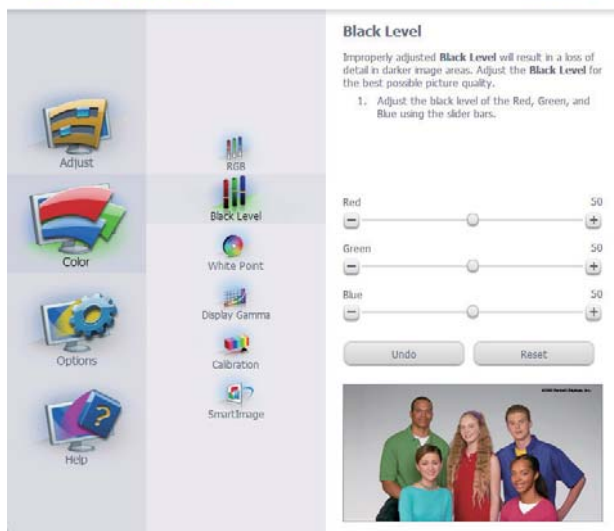 Black Level
Improperly adjusted Black Level will result in a loss of
detail in darker image areas. Adjust the Black Level for
the best possible picture quality.
1. Adjust the black level of the Red, Green, and
Blue using the slider bars.
Adjust
Color
Options
Help
RGB
Black Level
White Point
Display Gamma
Calibration
SmartImage
Red 50
Green 50
Blue 50
Undo Reset